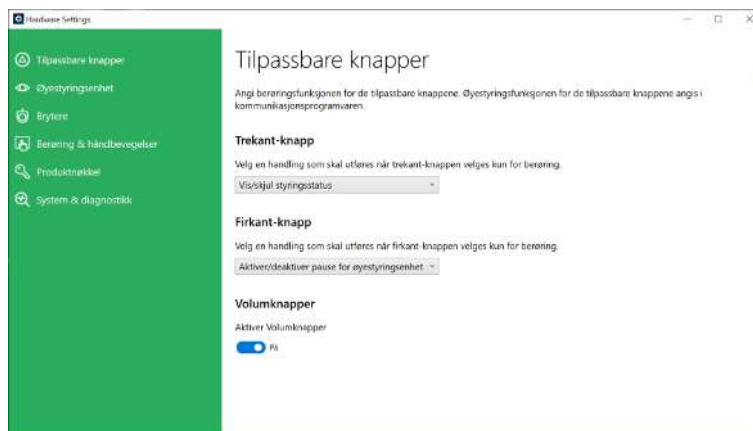 Hardware Settings
Tilpassbare knapper
Øyestyringsenhet
Brytere
Berøring & håndbevegelser
Produktnøkkel
System & diagnostikk
Tilpassbare knapper
Angi berøringsfunksjonen for de tilpassbare knappene. Øyestyringsfunksjonen for de tilpassbare knappene angis i
kommunikasjonsprogramvaren.
Trekant-knapp
Velg en handling som skal utføres når trekant-knappen velges kun for berøring.
Vis/skjul styringsstatus
Firkant-knapp
Velg en handling som skal utføres når firkant-knappen velges kun for berøring.
Aktiver/deaktiver pause for øyestyringsenhet
Volumknapper
Aktiver Volumknapper
På